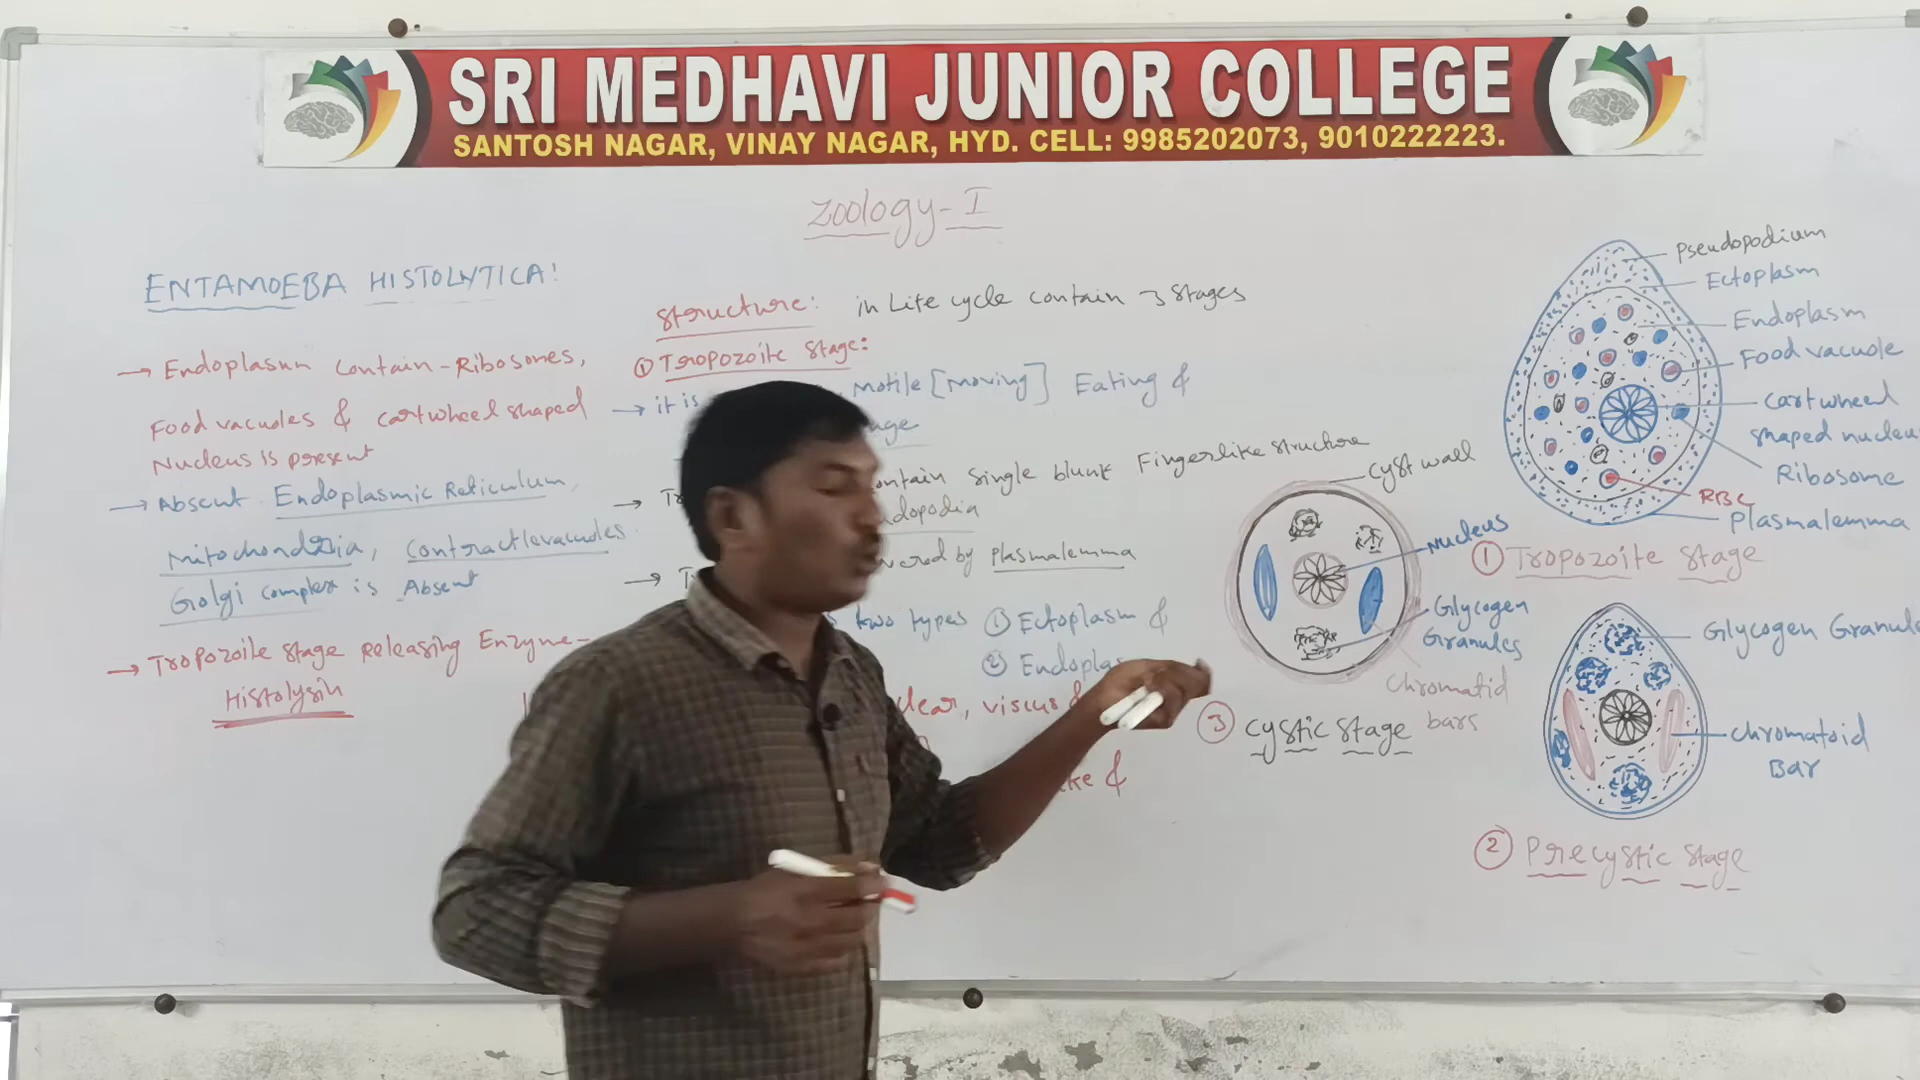 SRI MEDHAVI JUNIOR COLLEGE
SANTOSH NAGAR, VINAY NAGAR, HYD. CELL: 9985202073, 9010222223.
Zoology-I
ENTAMOEBA HISTOLYTICA!
→ Endoplasm contain - Ribosomes,
Food vacuoles & cartwheel shaped
Nucleus is present
→ Absent Endoplasmic Reticulum,
Mitochondria, Contractlevacuoles
Golgi complex is Absent
→ Tropozoite stage releasing Enzyme-
Histolysin
Structure: in Life cycle contain 3 stages
① Tropozoite stage:
→ it is motile [moving] Eating &
contain single blunk Fingerlike structure
covered by plasmalemma
two types ① Ectoplasm &
② Endoplas
clear, viscus
Pseudopodium
Ectoplasm
Endoplasm
Food vacuole
Cartwheel
shaped nucleus
Ribosome
RBC
Plasmalemma
① Tropozoite stage
Cyst wall
Nucleus
Glycogen
Granules
Chromatid
bars
③ Cystic stage
Glycogen Granule
Chromatoid
Bar
② Precystic stage